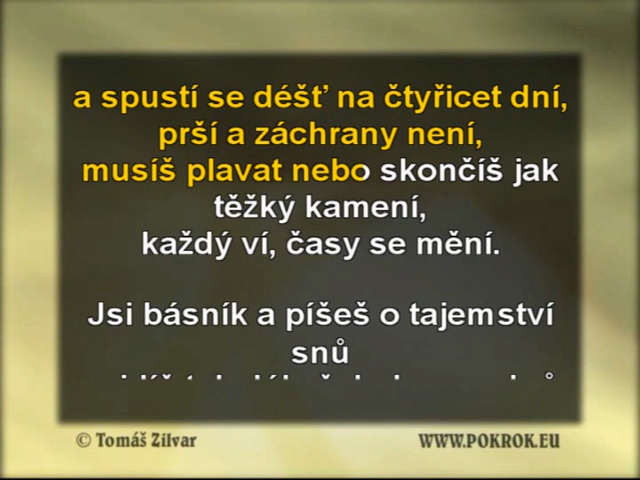 a spustí se déšť na čtyřicet dní,
prší a záchrany není,
musíš plavat nebo skončíš jak
těžký kamení,
každý ví, časy se mění.
Jsi básník a píšeš o tajemství
snů
© Tomáš Zilvar
WWW.POKROK.EU